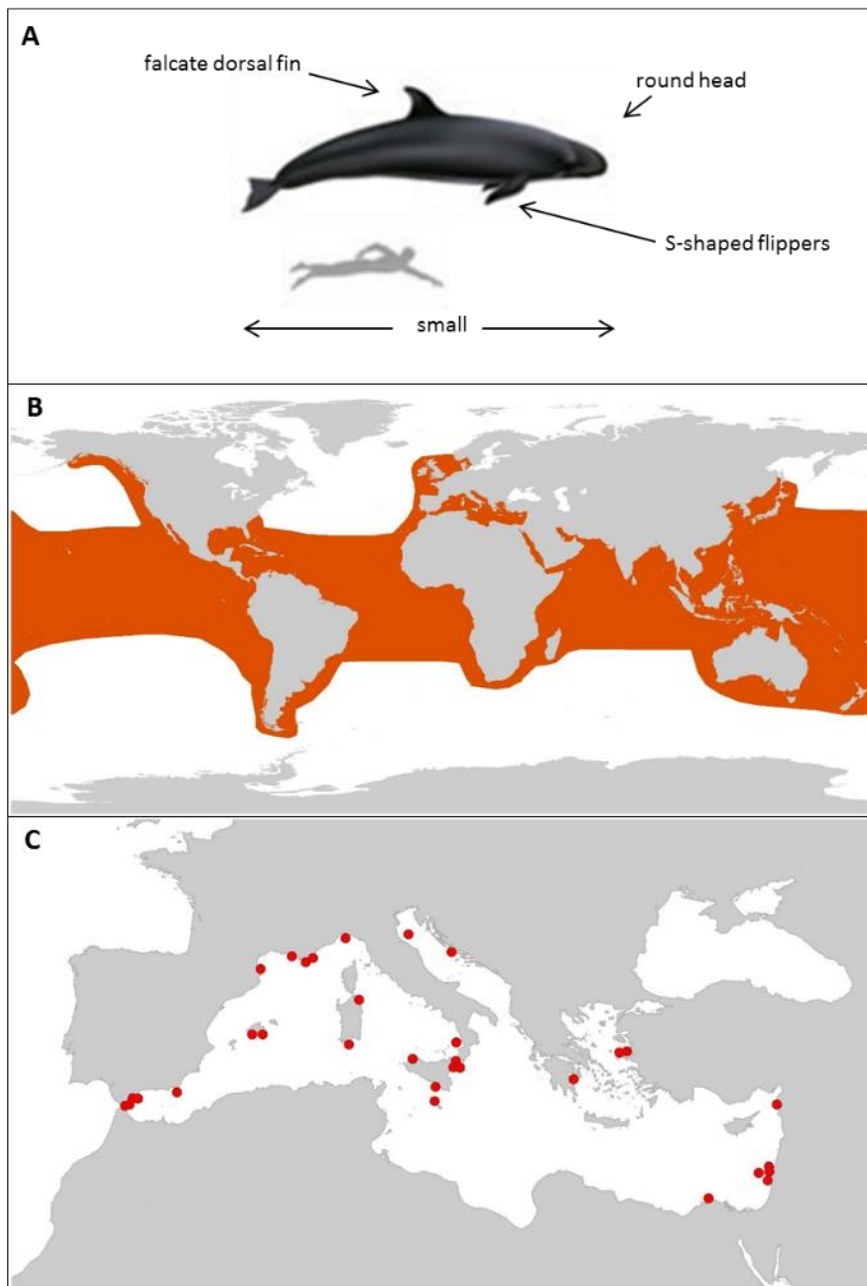 A
falcate dorsal fin
round head
S-shaped flippers
small
B
C